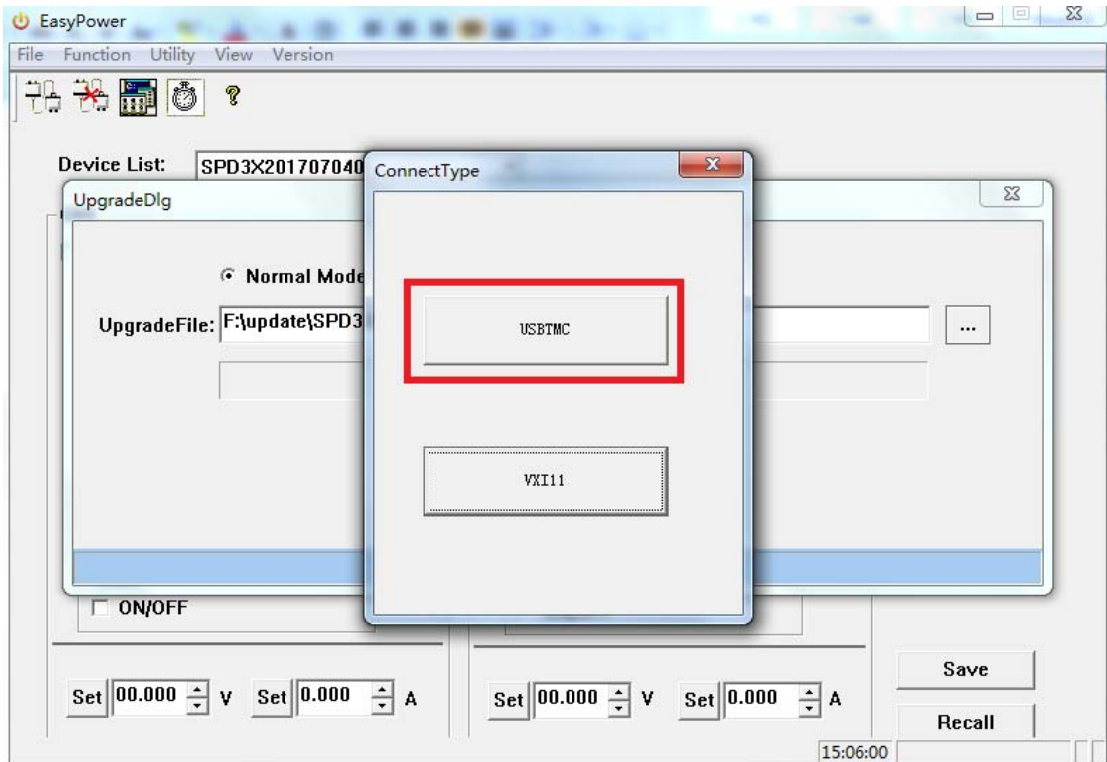 EasyPower
File Function Utility View Version
Device List: SPD3X201707040
ConnectType
UpgradeDlg
Normal Mode
USBTMC
UpgradeFile: F:\update\SPD3
...
VXI11
ON/OFF
Set 00.000 V Set 0.000 A
Set 00.000 V Set 0.000 A
Save
Recall
15:06:00